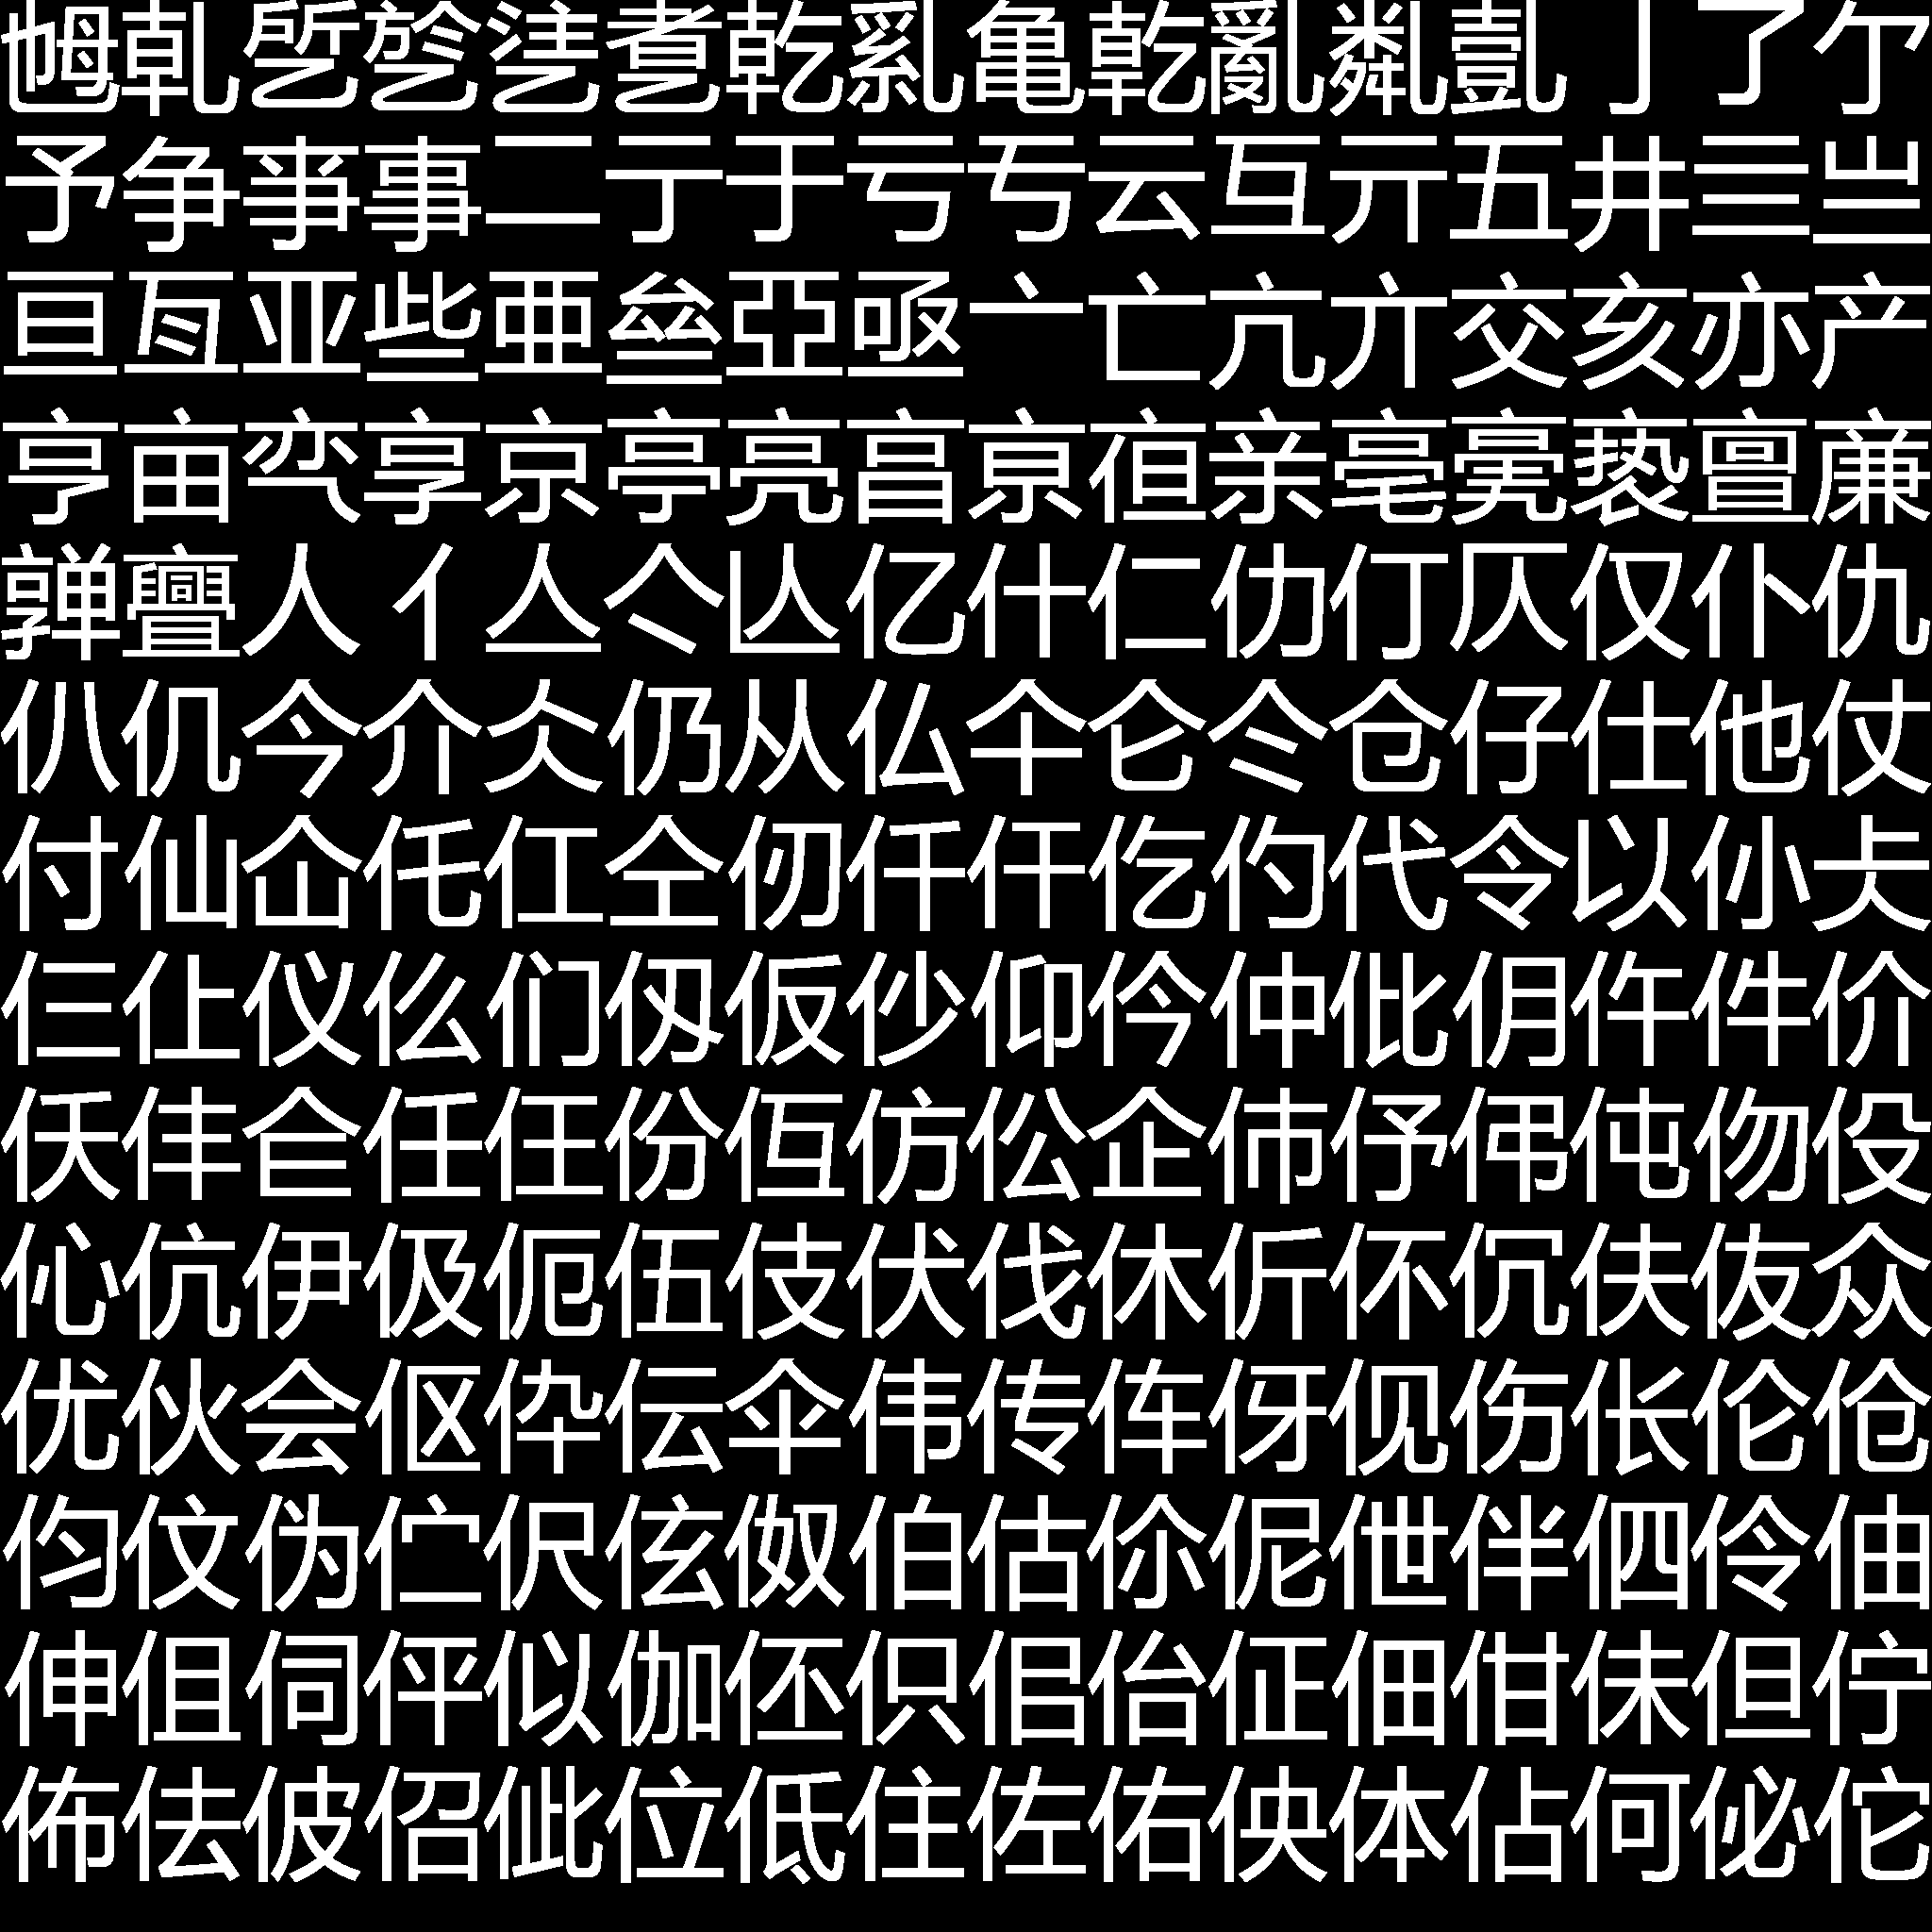 乸乹乺乻乼乽乾乿亀亁亂亃亄亅了亇
予争亊事二亍于亏亐云互亓五井亖亗
亘亙亚些亜亝亞亟亠亡亢亣交亥亦产
亨亩亪享京亭亮亯亰亱亲亳亴亵亶亷
亸亹人亻亼亽亾亿什仁仂仃仄仅仆仇
仈仉今介仌仍从仏仐仑仒仓仔仕他仗
付仙仚仛仜仝仞仟仠仡仢代令以仦仧
仨仩仪仫们仭仮仯仰仱仲仳仴仵件价
仸仹仺任仼份仾仿伀企伂伃伄伅伆伇
伈伉伊伋伌伍伎伏伐休伒伓伔伕伖众
优伙会伛伜伝伞伟传伡伢伣伤伥伦伧
伨伩伪伫伬伭伮伯估伱伲伳伴伵伶伷
伸伹伺伻似伽伾伿佀佁佂佃佄佅但佇
佈佉佊佋佌位低住佐佑佒体佔何佖佗